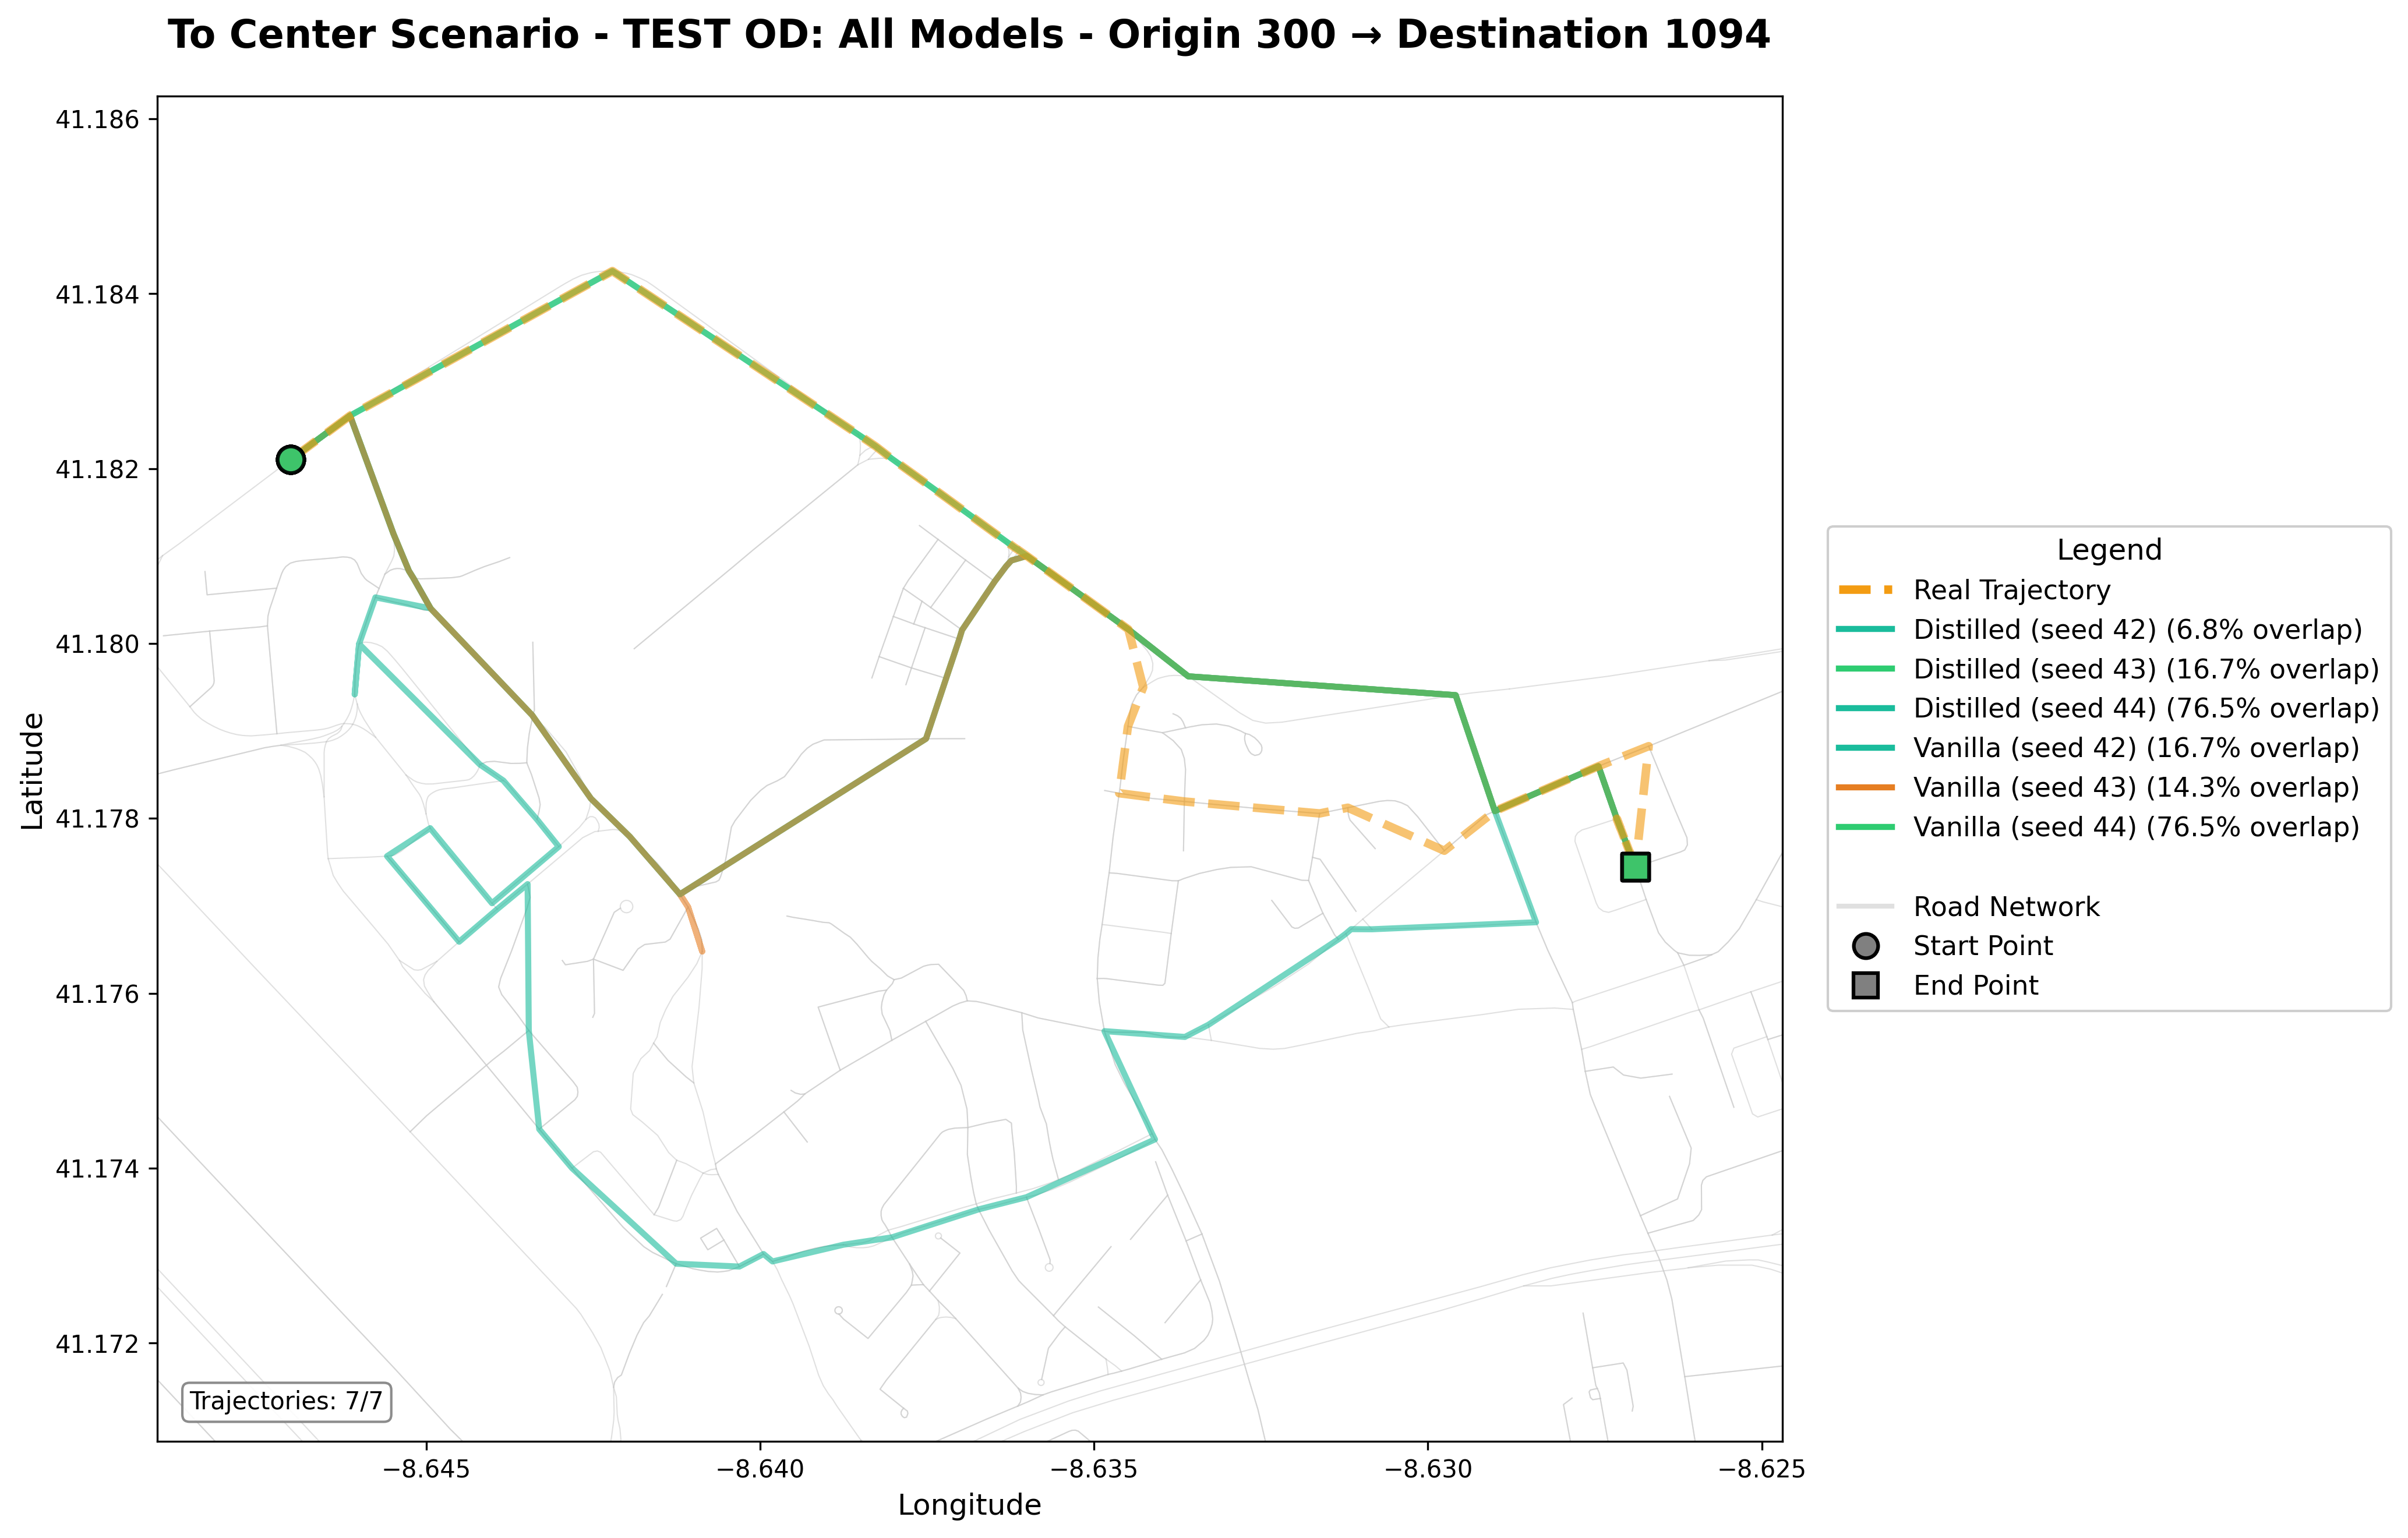 To Center Scenario - TEST OD: All Models - Origin 300 → Destination 1094
41.186
41.184
41.182
41.180
41.178
41.176
41.174
41.172
Latitude
−8.645
−8.640
−8.635
−8.630
−8.625
Longitude
Trajectories: 7/7
Legend
Real Trajectory
Distilled (seed 42) (6.8% overlap)
Distilled (seed 43) (16.7% overlap)
Distilled (seed 44) (76.5% overlap)
Vanilla (seed 42) (16.7% overlap)
Vanilla (seed 43) (14.3% overlap)
Vanilla (seed 44) (76.5% overlap)
Road Network
Start Point
End Point